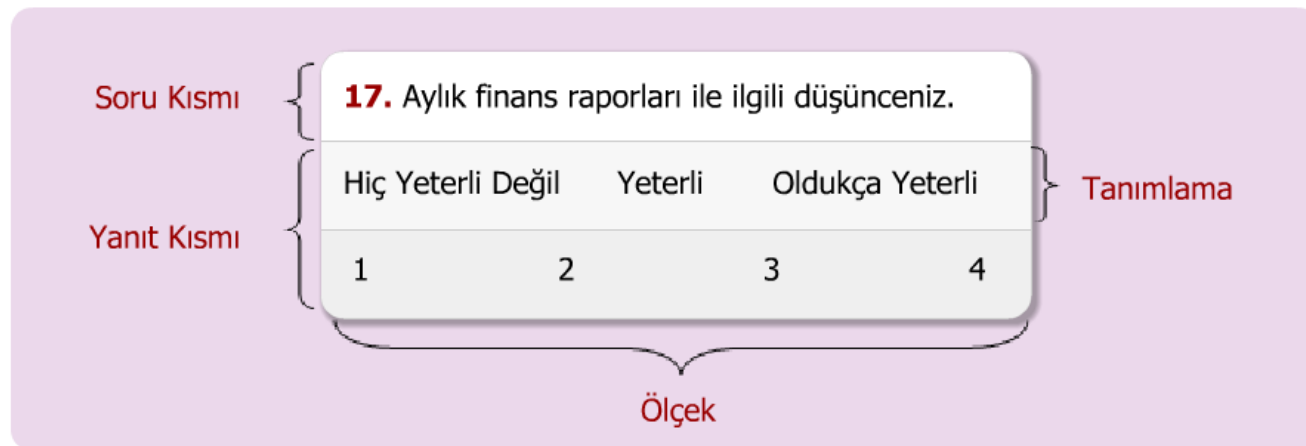 Soru Kısmı
17. Aylık finans raporları ile ilgili düşünceniz.
Hiç Yeterli Değil Yeterli Oldukça Yeterli
Tanımlama
Yanıt Kısmı
1 2 3 4
Ölçek